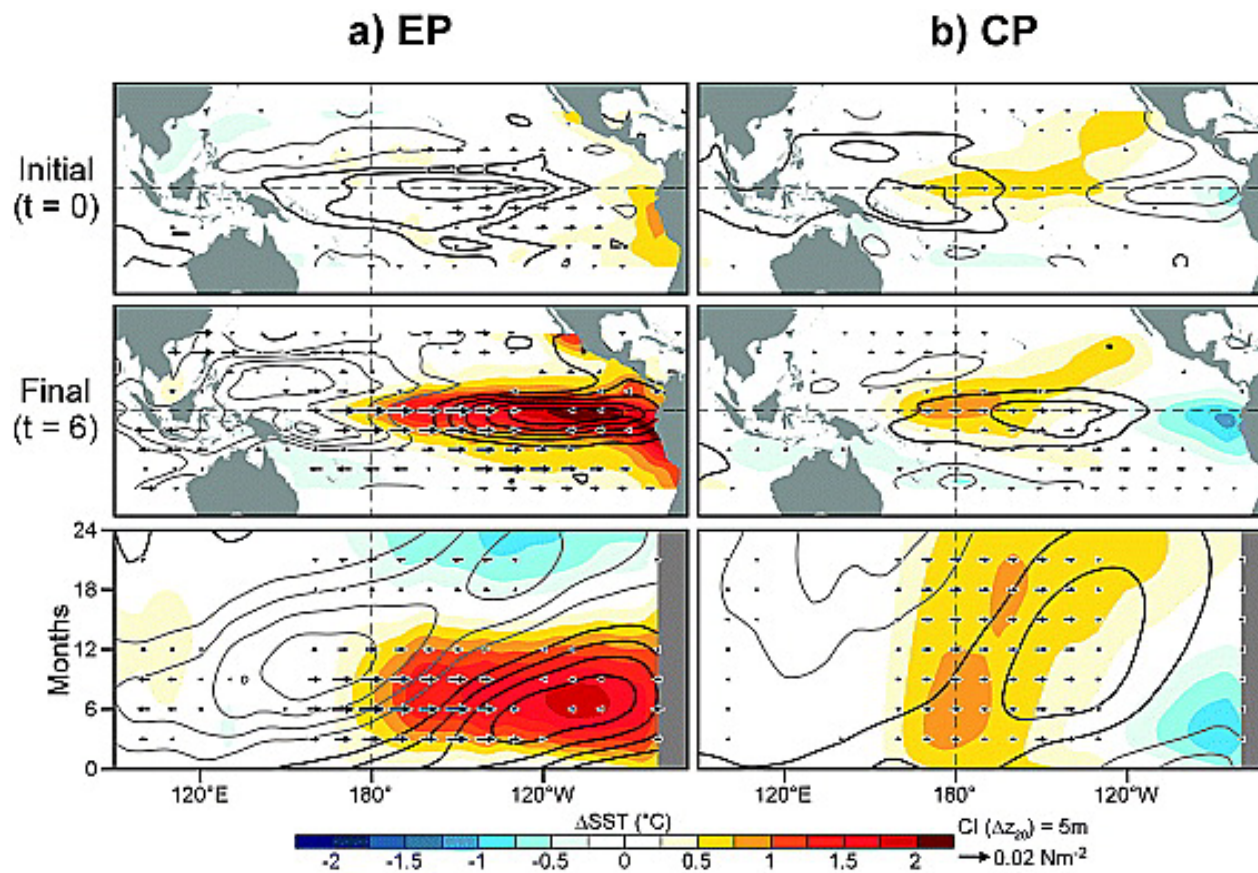 a) EP
b) CP
Initial
(t = 0)
Final
(t = 6)
Months
24
18
12
6
0
120°E
180°
120°W
120°E
180°
120°W
ΔSST (°C)
-2
-1.5
-1
-0.5
0
0.5
1
1.5
2
CI (Δz₂₀) = 5m
0.02 Nm⁻²